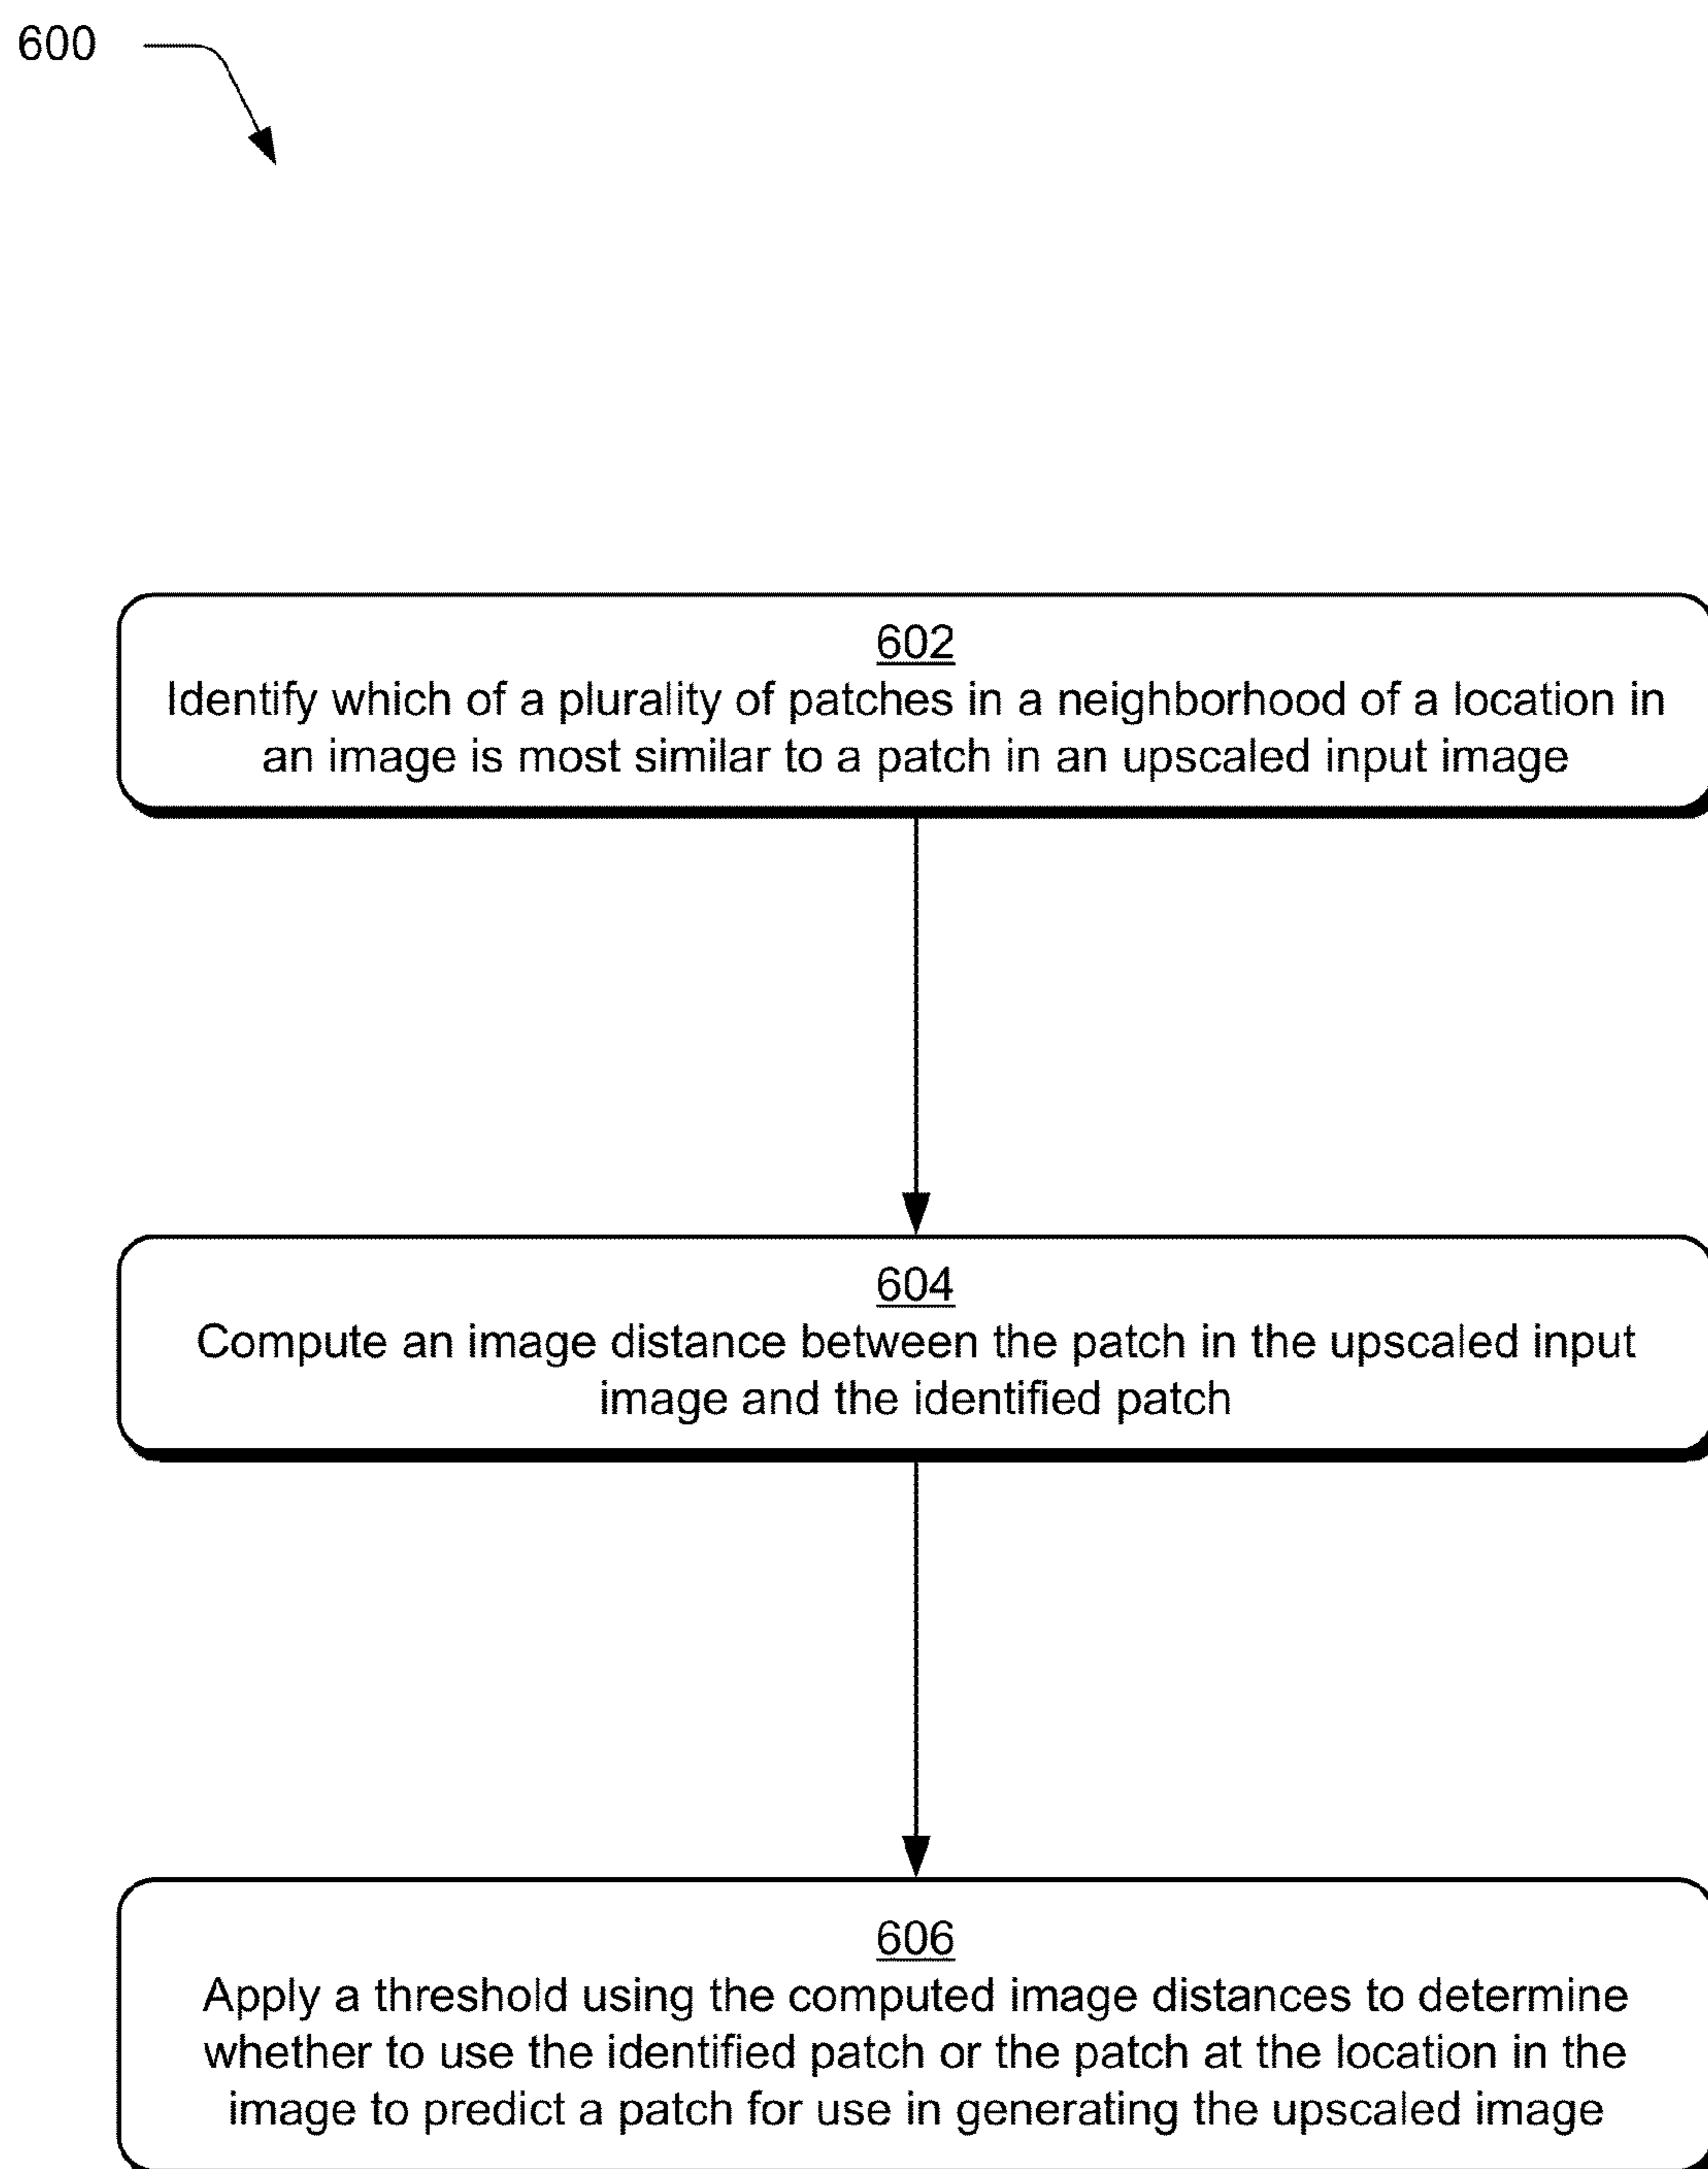 600
602
Identify which of a plurality of patches in a neighborhood of a location in
an image is most similar to a patch in an upscaled input image
604
Compute an image distance between the patch in the upscaled input
image and the identified patch
606
Apply a threshold using the computed image distances to determine
whether to use the identified patch or the patch at the location in the
image to predict a patch for use in generating the upscaled image